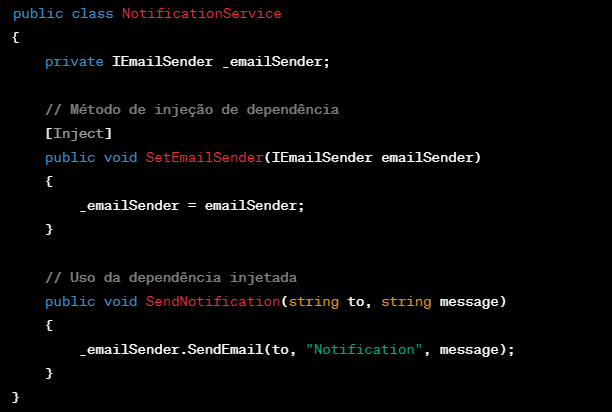 public class NotificationService
{
    private IEmailSender _emailSender;

    // Método de injeção de dependência
    [Inject]
    public void SetEmailSender(IEmailSender emailSender)
    {
        _emailSender = emailSender;
    }

    // Uso da dependência injetada
    public void SendNotification(string to, string message)
    {
        _emailSender.SendEmail(to, "Notification", message);
    }
}